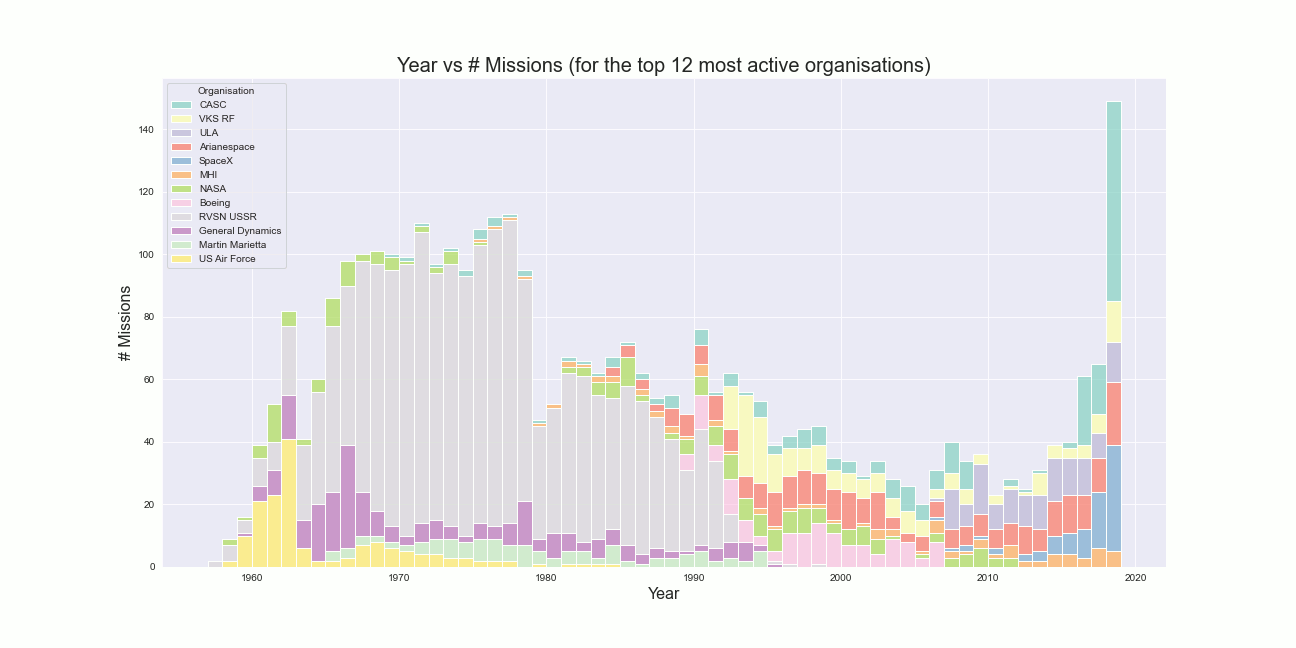 Year vs # Missions (for the top 12 most active organisations)
Organisation
CASC
VKS RF
ULA
Arianespace
SpaceX
MHI
NASA
Boeing
RVSN USSR
General Dynamics
Martin Marietta
US Air Force
# Missions
140
120
100
80
60
40
20
0
1960 1970 1980 1990 2000 2010 2020
Year